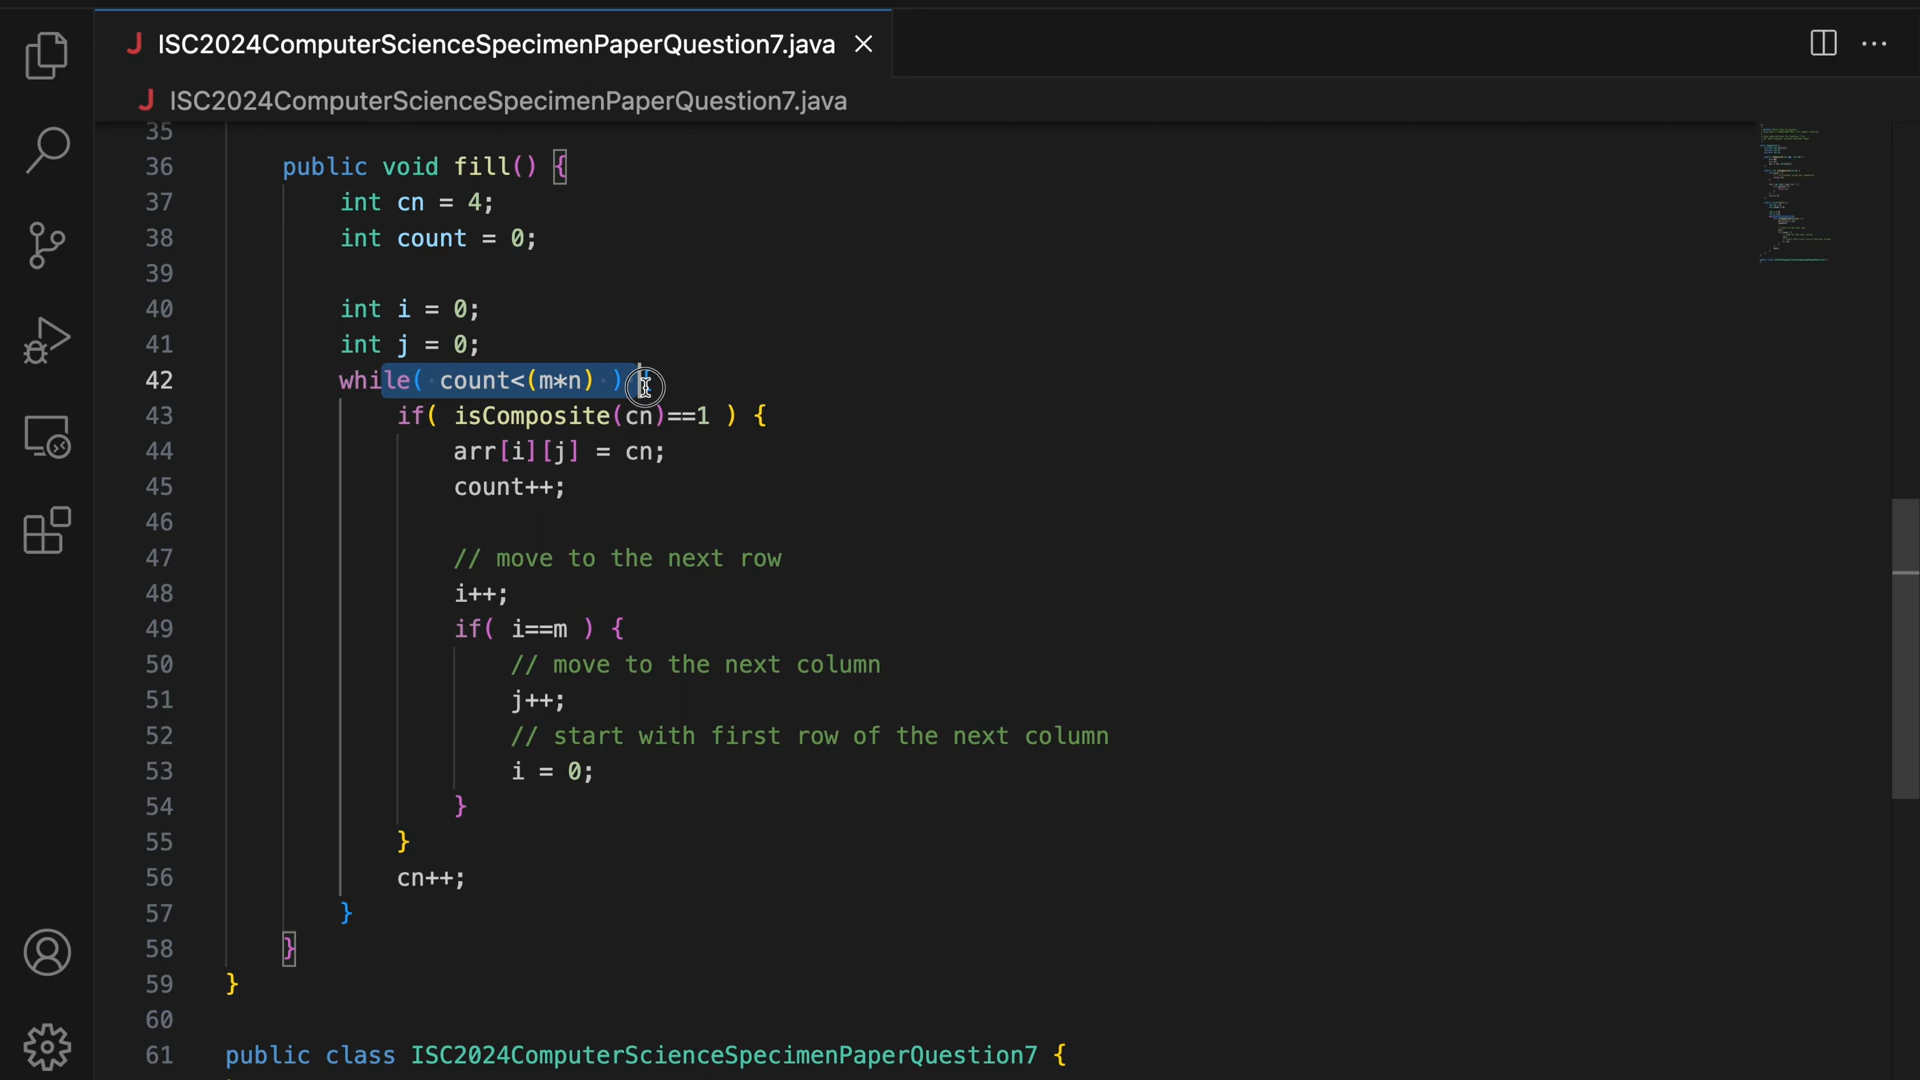 ISC2024ComputerScienceSpecimenPaperQuestion7.java
ISC2024ComputerScienceSpecimenPaperQuestion7.java
35
36 public void fill() {
37 int cn = 4;
38 int count = 0;
39
40 int i = 0;
41 int j = 0;
42 while( count<(m*n) ) {
43 if( isComposite(cn)==1 ) {
44 arr[i][j] = cn;
45 count++;
46
47 // move to the next row
48 i++;
49 if( i==m ) {
50 // move to the next column
51 j++;
52 // start with first row of the next column
53 i = 0;
54 }
55 }
56 cn++;
57 }
58 }
59 }
60
61 public class ISC2024ComputerScienceSpecimenPaperQuestion7 {